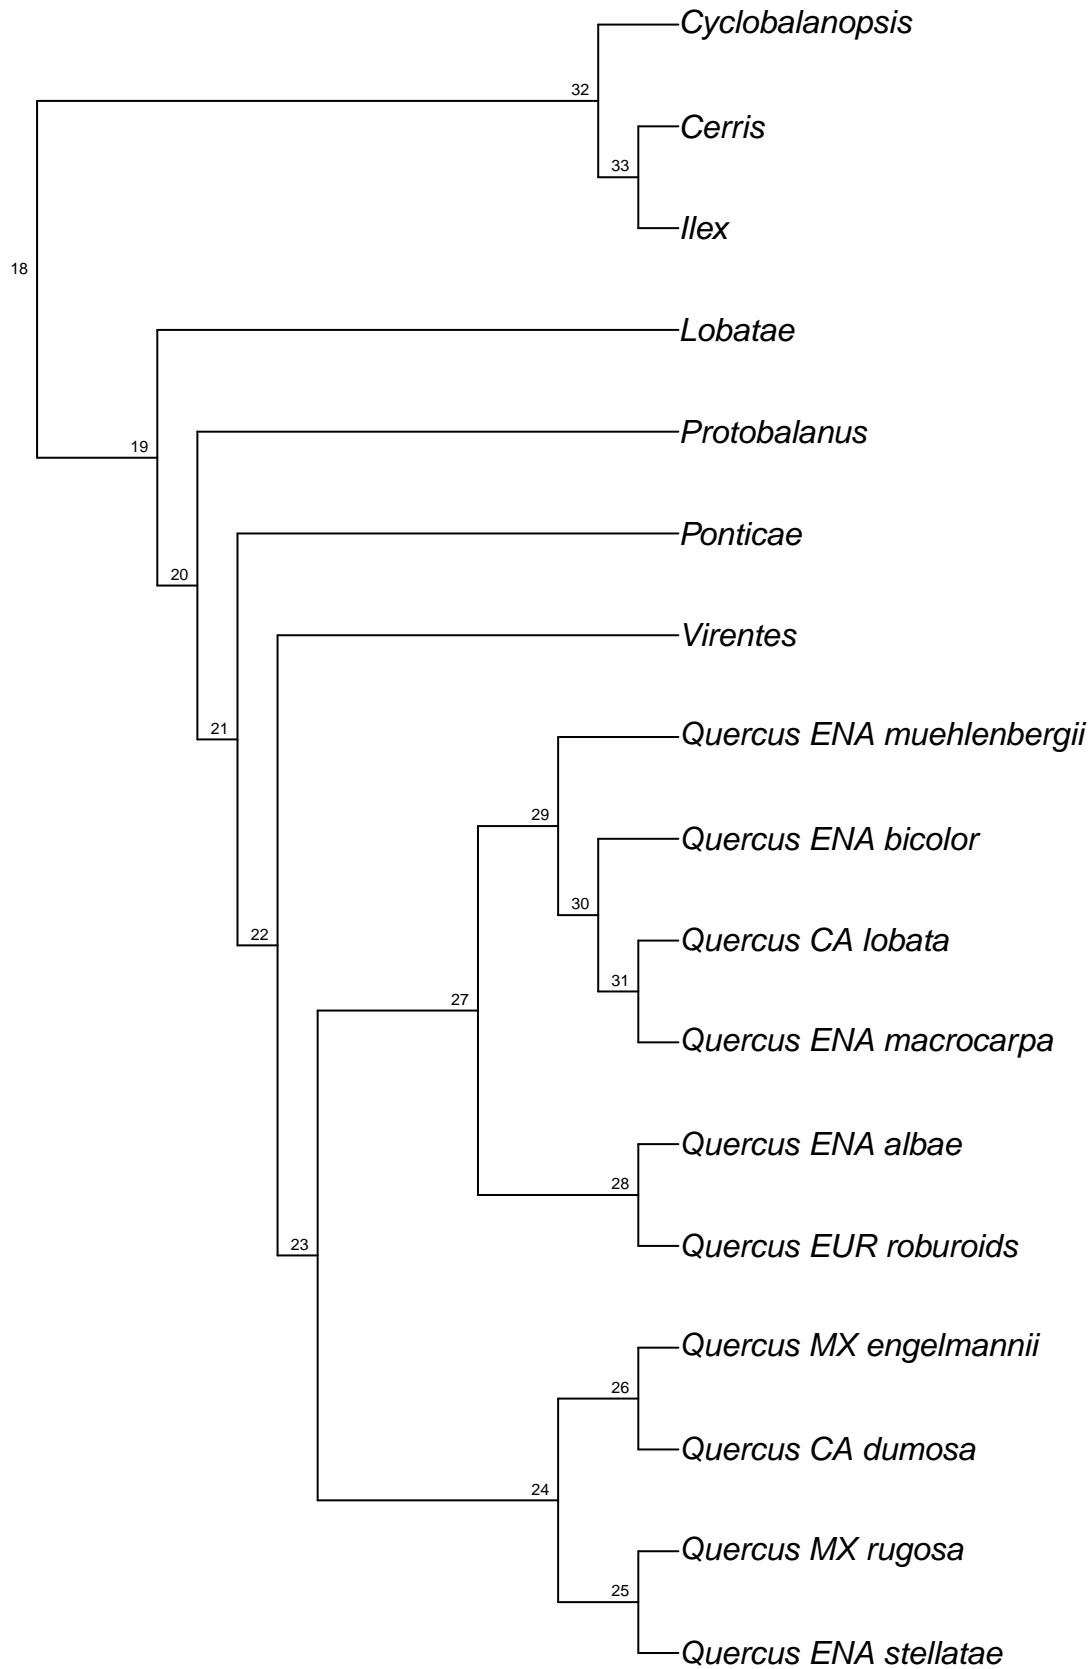 Cyclobalanopsis
32
Cerris
33
Ilex
18
Lobatae
Protobalanus
19
Ponticae
20
Virentes
21
Quercus ENA muehlenbergii
29
Quercus ENA bicolor
30
22
Quercus CA lobata
31
27
Quercus ENA macrocarpa
Quercus ENA albae
28
23
Quercus EUR roburoids
Quercus MX engelmannii
26
Quercus CA dumosa
24
Quercus MX rugosa
25
Quercus ENA stellatae